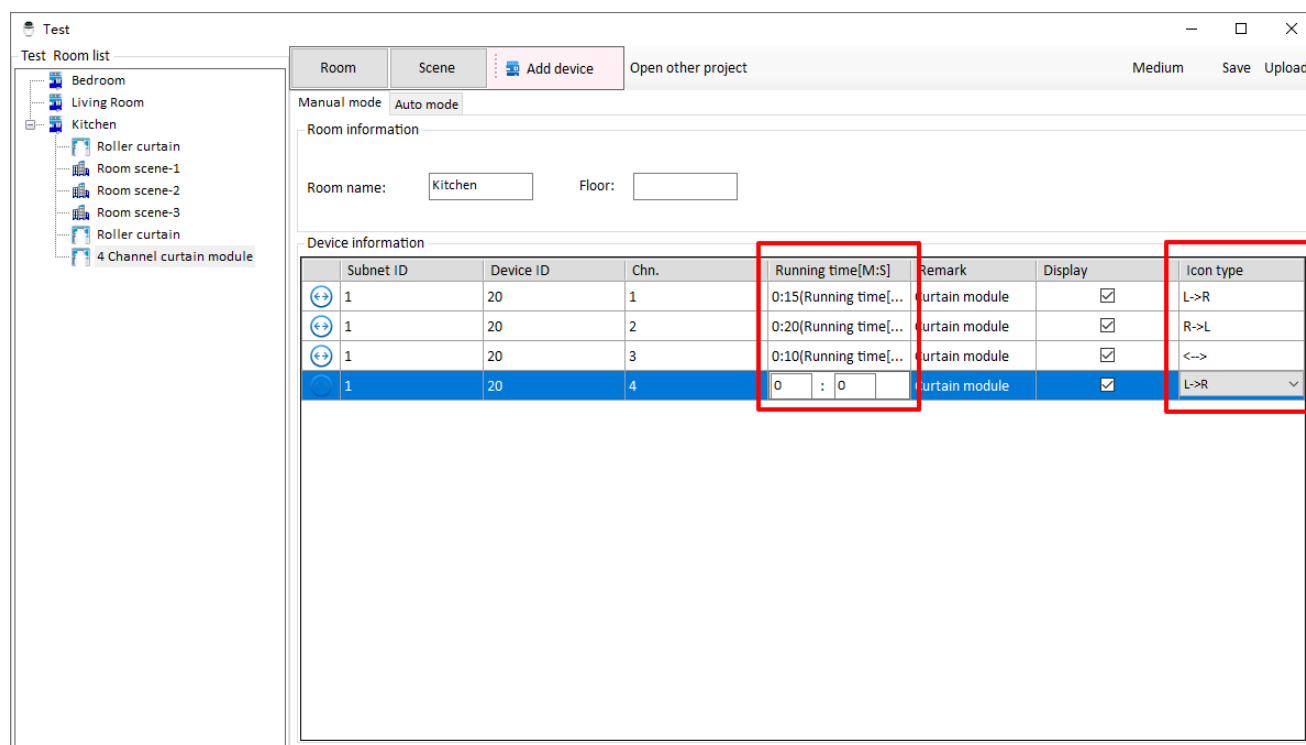 Test
Test Room list
Bedroom
Living Room
Kitchen
Roller curtain
Room scene-1
Room scene-2
Room scene-3
Roller curtain
4 Channel curtain module
Room Scene Add device Open other project Medium Save Upload
Manual mode Auto mode
Room information
Room name: Kitchen Floor:
Device information
Subnet ID Device ID Chn. Running time[M:S] Remark Display Icon type
1 20 1 0:15(Running time[... Curtain module L->R
1 20 2 0:20(Running time[... Curtain module R->L
1 20 3 0:10(Running time[... Curtain module <-->
1 20 4 0 : 0 Curtain module L->R